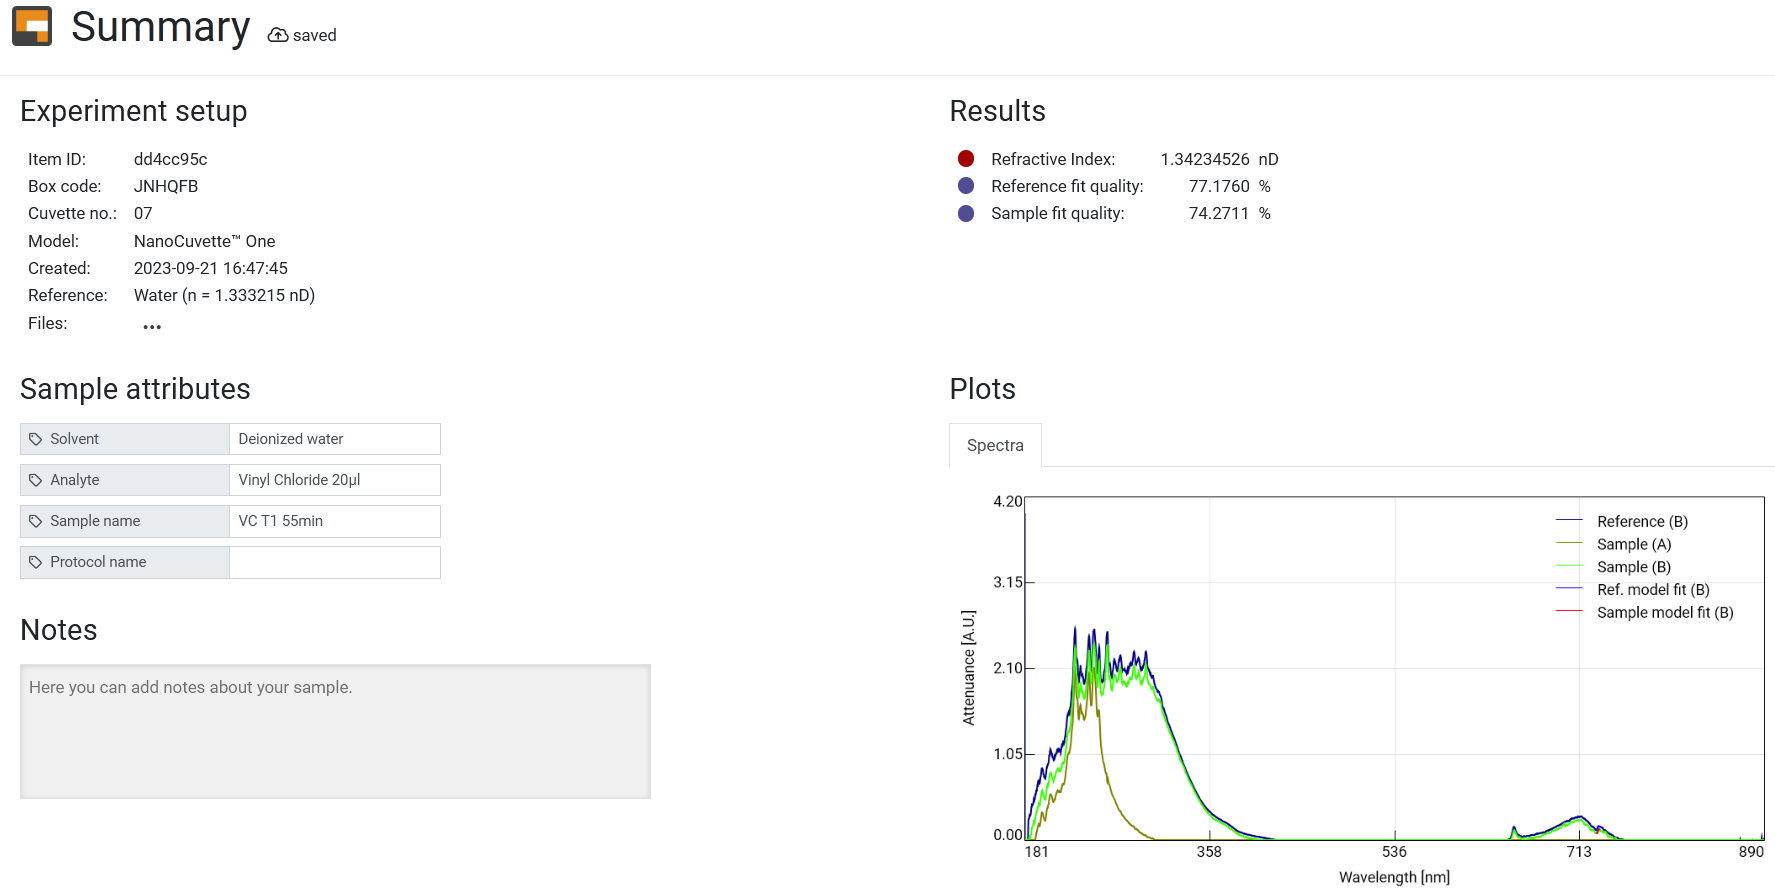 Summary saved
Experiment setup
Item ID: dd4cc95c
Box code: JNHQFB
Cuvette no.: 07
Model: NanoCuvette™ One
Created: 2023-09-21 16:47:45
Reference: Water (n = 1.333215 nD)
Files: •••
Results
Refractive Index: 1.34234526 nD
Reference fit quality: 77.1760 %
Sample fit quality: 74.2711 %
Sample attributes
Solvent Deionized water
Analyte Vinyl Chloride 20µl
Sample name VC T1 55min
Protocol name
Notes
Here you can add notes about your sample.
Plots
Spectra
4.20
3.15
2.10
1.05
0.00
Attenuance [A.U.]
Reference (B)
Sample (A)
Sample (B)
Ref. model fit (B)
Sample model fit (B)
181 358 536 713 890
Wavelength [nm]